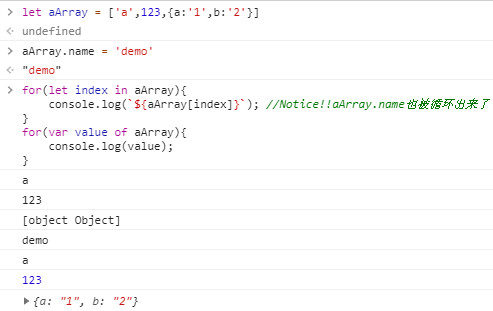 > let aArray = ['a',123,{a:'1',b:'2'}]
undefined
> aArray.name = 'demo'
"demo"
> for(let index in aArray){
console.log(`${aArray[index]}`); //Notice!!aArray.name也被循环出来了
}
for(var value of aArray){
console.log(value);
}
a
123
[object Object]
demo
a
123
{a: "1", b: "2"}